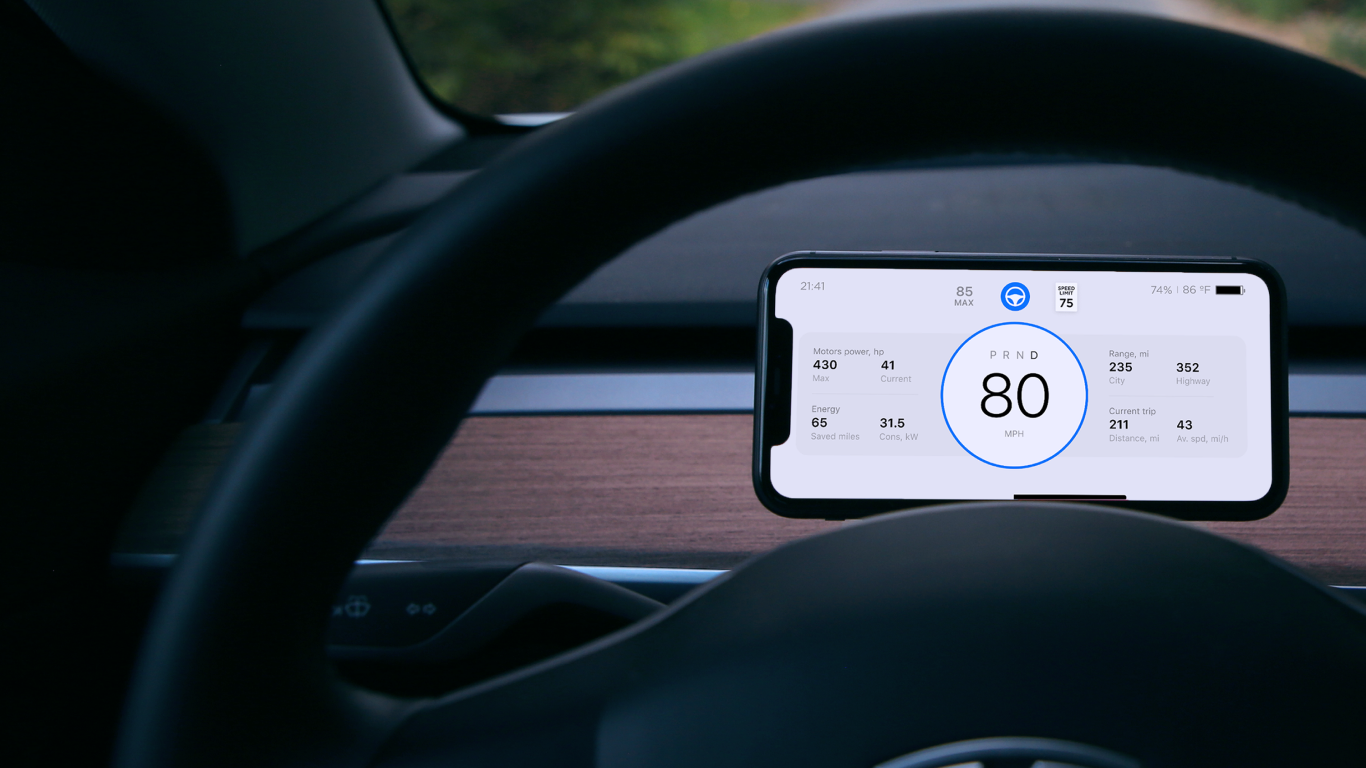 21:41
85
MAX
SPEED
LIMIT
75
74% | 86 °F
Motors power, hp
430 41
Max Current
Energy
65 31.5
Saved miles Cons, kW
P R N D
80
MPH
Range, mi
235 352
City Highway
Current trip
211 43
Distance, mi Av. spd, mi/h